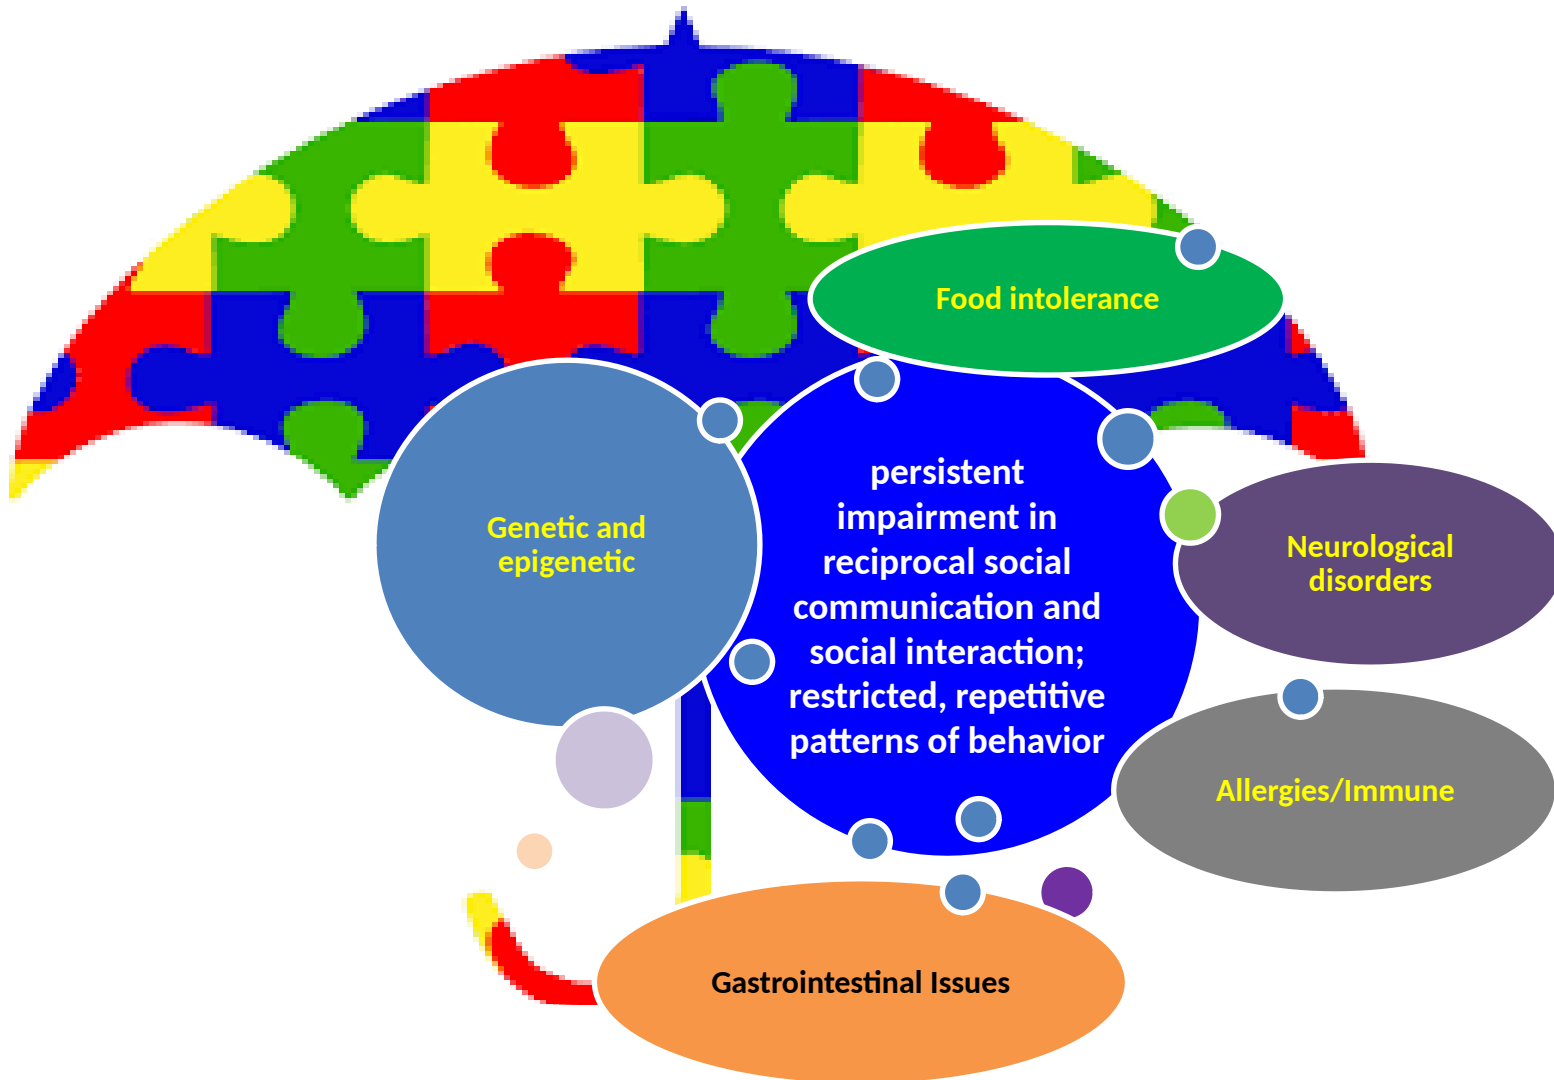 Food intolerance
Genetic and
epigenetic
persistent
impairment in
reciprocal social
communication and
social interaction;
restricted, repetitive
patterns of behavior
Neurological
disorders
Allergies/Immune
Gastrointestinal Issues